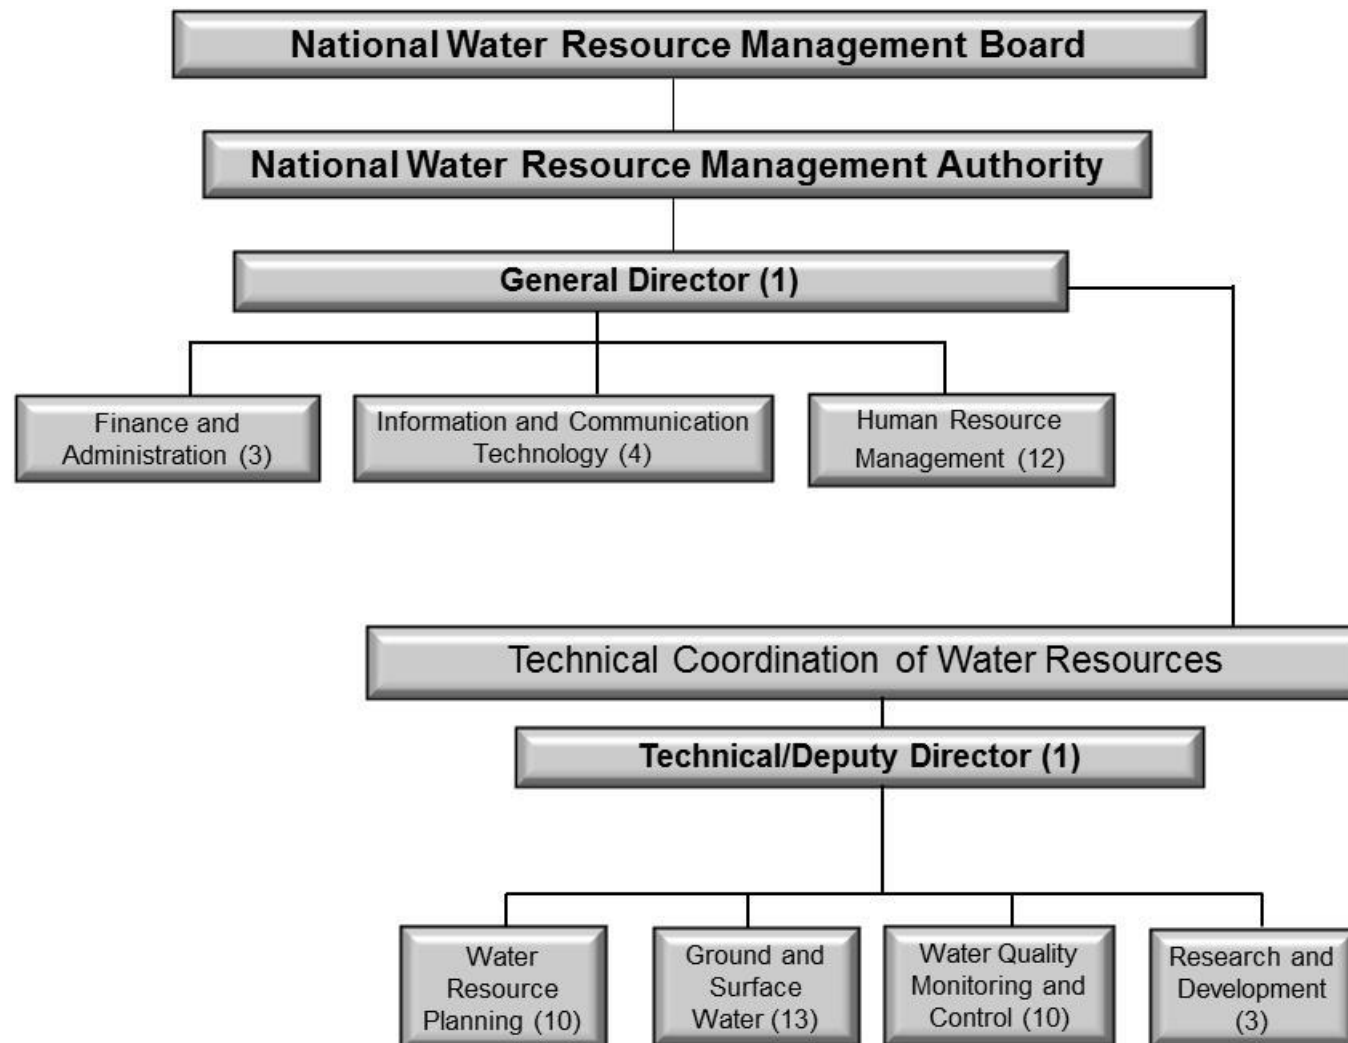 National Water Resource Management Board
National Water Resource Management Authority
General Director (1)
Finance and
Administration (3)
Information and Communication
Technology (4)
Human Resource
Management (12)
Technical Coordination of Water Resources
Technical/Deputy Director (1)
Water
Resource
Planning (10)
Ground and
Surface
Water (13)
Water Quality
Monitoring and
Control (10)
Research and
Development
(3)